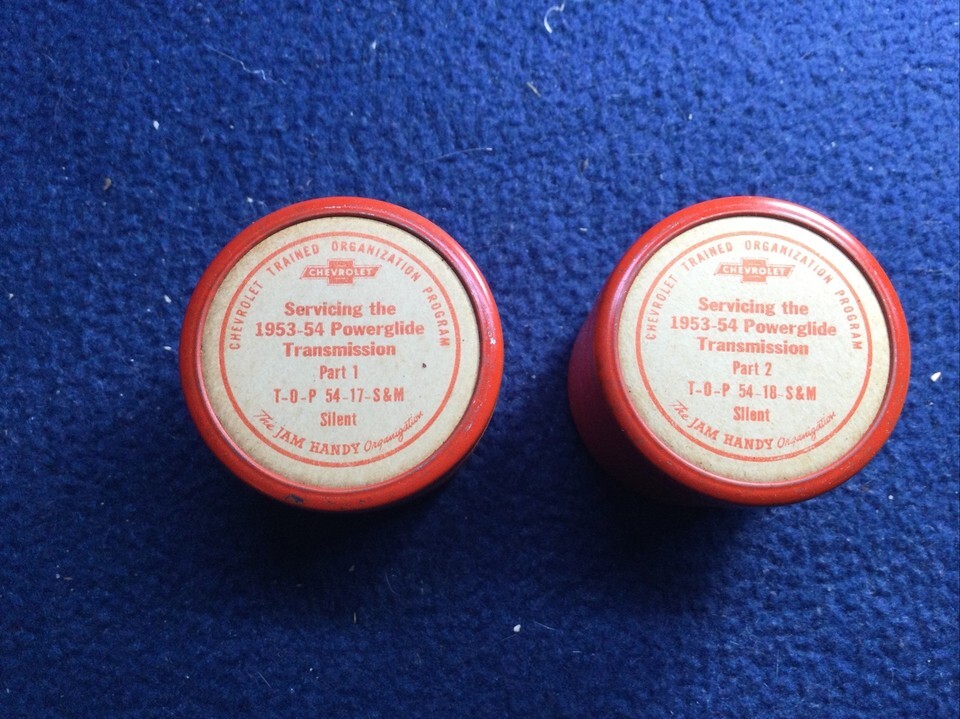 CHEVROLET TRAINED ORGANIZATION PROGRAM
CHEVROLET
Servicing the
1953-54 Powerglide
Transmission
Part 1
T-O-P 54-17-S&M
Silent
The JAM HANDY Organization
CHEVROLET TRAINED ORGANIZATION PROGRAM
CHEVROLET
Servicing the
1953-54 Powerglide
Transmission
Part 2
T-O-P 54-18-S&M
Silent
The JAM HANDY Organization